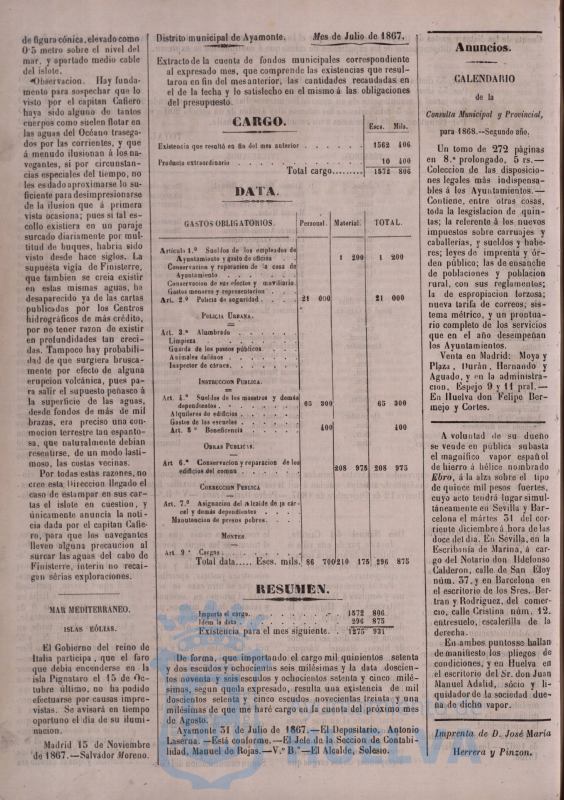 de figura cónica, elevado como
0'5 metro sobre el nivel del
mar, y apartado medio cable
del islote.
«Observacion. Hay funda-
mento para sospechar que lo
visto por el capitan Cafiero
haya sido alguno de tantos
cuerpos como suelen flotar en
las aguas del Océano trasega-
dos por las corrientes, y que
á menudo ilusionan á los na-
vegantes, si por circunstan-
cias especiales del tiempo, no
les es dado aproximarse lo su-
ficiente para desimpresionarse
de la ilusion que á primera
vista ocasiona; pues si tal es-
collo existiera en un paraje
surcado diariamente por mul-
titud de buques, habria sido
visto desde hace siglos. La
supuesta vigía de Finisterre,
que tambien se creia existir
en estas mismas aguas, ha
desaparecido ya de las cartas
publicadas por los Centros
hidrográficos de más crédito,
por no tener razon de existir
en profundidades tan creci-
das. Tampoco hay probabili-
dad de que surgiera brusca-
mente por efecto de alguna
erupcion volcánica, pues pa-
ra salir el supuesto peñasco á
la superficie de las aguas,
desde fondos de más de mil
brazas, era preciso una con-
mocion terrestre tan espanto-
sa, que naturalmente debian
resentirse, de un modo lasti-
moso, las costas vecinas.
Por todas estas razones, no
cree esta Direccion llegado el
caso de estampar en sus car-
tas el islote en cuestion, y
únicamente anuncia la noti-
cia dada por el capitan Cafie-
ro, para que los navegantes
lleven alguna precaucion al
surcar las aguas del cabo de
Finisterre, interin no recai-
gan sérias exploraciones.
MAR MEDITERRANEO.
ISLAS EÓLIAS.
El Gobierno del reino de
Italia participa, que el faro
que debia encenderse en la
isla Pignataro el 15 de Oc-
tubre último, no ha podido
efectuarse por causas impre-
vistas. Se avisará en tiempo
oportuno el dia de su ilumi-
nacion.
Madrid 15 de Noviembre
de 1867.—Salvador Moreno.
Distrito municipal de Ayamonte. Mes de Julio de 1867.
Extracto de la cuenta de fondos municipales correspondiente
al expresado mes, que comprende las existencias que resul-
taron en fin del mes anterior, las cantidades recaudadas en
el de la fecha y lo satisfecho en el mismo á las obligaciones
del presupuesto.
CARGO.
Escs. Mils.
Existencia que resultó en fin del mes anterior 1562 406
Producto extraordinario 10 400
Total cargo 1572 806
DATA.
GASTOS OBLIGATORIOS. Personal. Material. TOTAL.
Artículo 1.º Sueldos de los empleados de
Ayuntamiento y gasto de oficina 1 200 1 200
Conservacion y reparacion de la casa de
Ayuntamiento
Conservacion de sus efectos y moviliario.
Gastos menores y representacion
Art. 2.º Policía de seguridad 21 000 21 000
POLICIA URBANA.
Art. 3.º Alumbrado
Limpieza
Guarda de los paseos públicos.
Animales dañinos
Inspector de carnes.
INSTRUCCION PUBLICA.
Art. 4.º Sueldos de los maestros y demás
dependientes 65 300 65 300
Alquileres de edificios
Gastos de las escuelas
Art. 5º Beneficencia 400 400
OBRAS PUBLICAS.
Art 6.º Conservacion y reparacion de los
edificios del comun 208 975 208 975
CORRECCION PUBLICA
Art. 7.º Asignacion del Alcaide de la cár-
cel y demás dependientes
Manutencion de presos pobres.
MONTES.
Art 9º Cargas
Total data..... Escs. mils. 86 700 210 175 296 875
RESUMEN.
Importa el cargo. 1572 806
Idem la data 296 875
Existencia para el mes siguiente. 1275 931
De forma, que importando el cargo mil quinientos setenta
y dos escudos y ochocientas seis milésimas y la data doscien-
tos noventa y seis escudos y ochocientas setenta y cinco milé-
simas, segun queda expresado, resulta una existencia de mil
doscientos setenta y cinco escudos novecientas treinta y una
milésimas de que me haré cargo en la cuenta del próximo mes
de Agosto.
Ayamonte 31 de Julio de 1867.—El Depositario, Antonio
Laserna.—Está conforme.—El Jefe de la Seccion de Contabi-
lidad, Manuel de Rojas.—V.º B.º—El Alcalde, Solesio.
Anuncios.
CALENDARIO
de la
Consulta Municipal y Provincial,
para 1868.—Segundo año.
Un tomo de 272 páginas
en 8.º prolongado, 5 rs.—
Coleccion de las disposicio-
nes legales más indispensa-
bles á los Ayuntamientos.—
Contiene, entre otras cosas,
toda la legislacion de quin-
tas; la referente á los nuevos
impuestos sobre carruajes y
caballerías, y sueldos y habe-
res; leyes de imprenta y ór-
den público; las de ensanche
de poblaciones y poblacion
rural, con sus reglamentos;
la de espropiacion forzosa;
nueva tarifa de correos; sis-
tema métrico, y un prontua-
rio completo de los servicios
que en el año desempeñan
los Ayuntamientos.
Venta en Madrid: Moya y
Plaza, Durán, Hernando y
Aguado, y en la administra-
cion, Espejo 9 y 11 pral.—
En Huelva don Felipe Ber-
mejo y Cortes.
A voluntad de su dueño
se vende en pública subasta
el magnífico vapor español
de hierro á hélice nombrado
Ebro, á la alza sobre el tipo
de quince mil pesos fuertes,
cuyo acto tendrá lugar simul-
táneamente en Sevilla y Bar-
celona el mártes 31 del cor-
riente diciembre á hora de las
doce del dia. En Sevilla, en la
Escribanía de Marina, á car-
go del Notario don Ildefonso
Calderon, calle de San Eloy
núm. 37, y en Barcelona en
el escritorio de los Sres. Ber-
tran y Rodriguez, del comer-
cio, calle Cristina núm. 12,
entresuelo, escalerilla de la
derecha.
En ambos puntos se hallan
de manifiesto los pliegos de
condiciones, y en Huelva en
el escritorio del Sr. don Juan
Manuel Adalid, sócio y li-
quidador de la sociedad due-
ña de dicho vapor.
Imprenta de D. José María
Herrera y Pinzon.